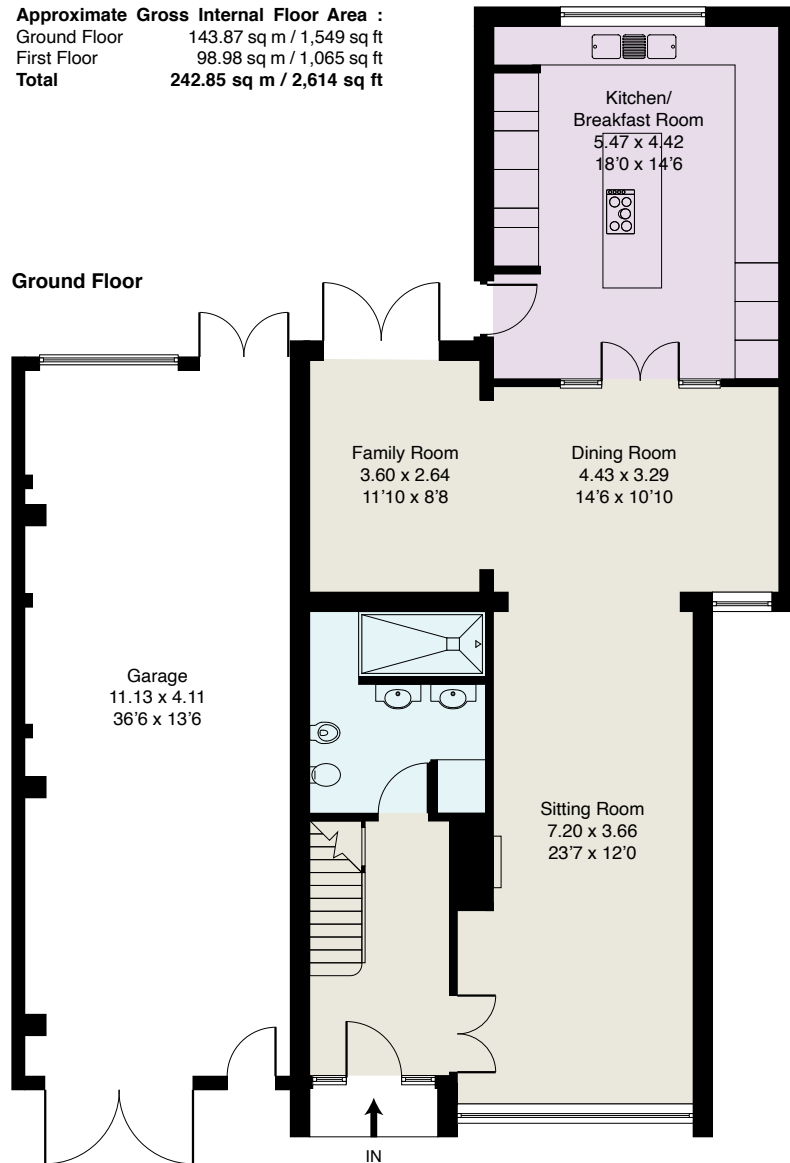 Approximate Gross Internal Floor Area :
Ground Floor 143.87 sq m / 1,549 sq ft
First Floor 98.98 sq m / 1,065 sq ft
Total 242.85 sq m / 2,614 sq ft
Kitchen/
Breakfast Room
5.47 x 4.42
18'0 x 14'6
Ground Floor
Family Room
3.60 x 2.64
11'10 x 8'8
Dining Room
4.43 x 3.29
14'6 x 10'10
Garage
11.13 x 4.11
36'6 x 13'6
Sitting Room
7.20 x 3.66
23'7 x 12'0
IN